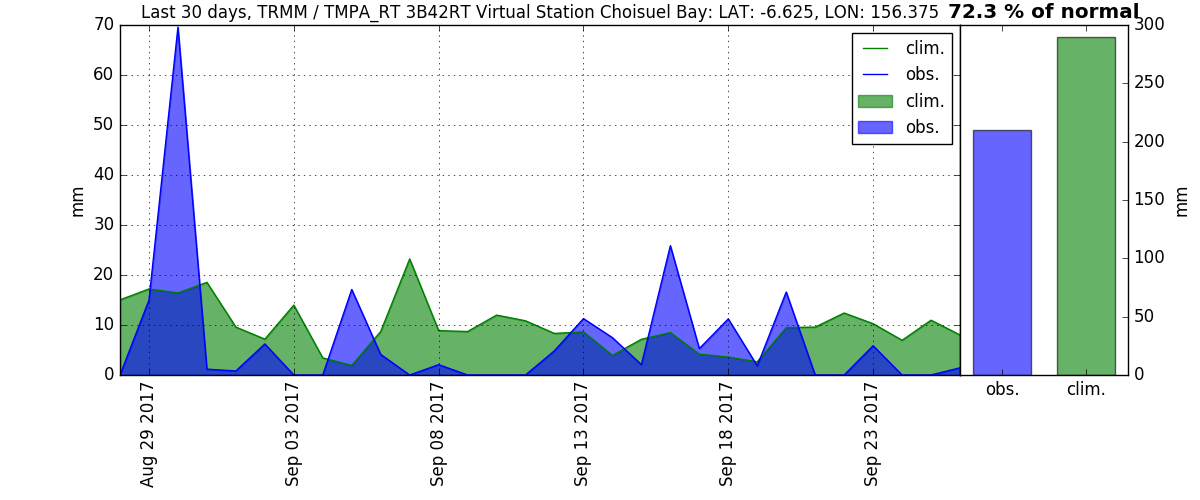 Last 30 days, TRMM / TMPA_RT 3B42RT Virtual Station Choisuel Bay: LAT: -6.625, LON: 156.375 72.3 % of normal
70
60
50
40
30
20
10
0
mm
clim.
obs.
clim.
obs.
Aug 29 2017
Sep 03 2017
Sep 08 2017
Sep 13 2017
Sep 18 2017
Sep 23 2017
300
250
200
150
100
50
0
mm
obs.
clim.